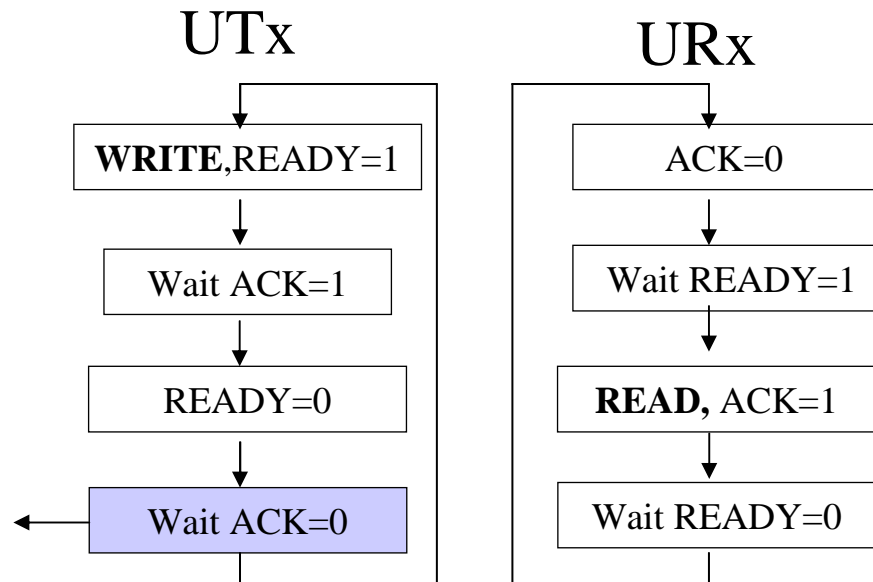 UTx
WRITE,READY=1
Wait ACK=1
READY=0
Wait ACK=0
URx
ACK=0
Wait READY=1
READ, ACK=1
Wait READY=0